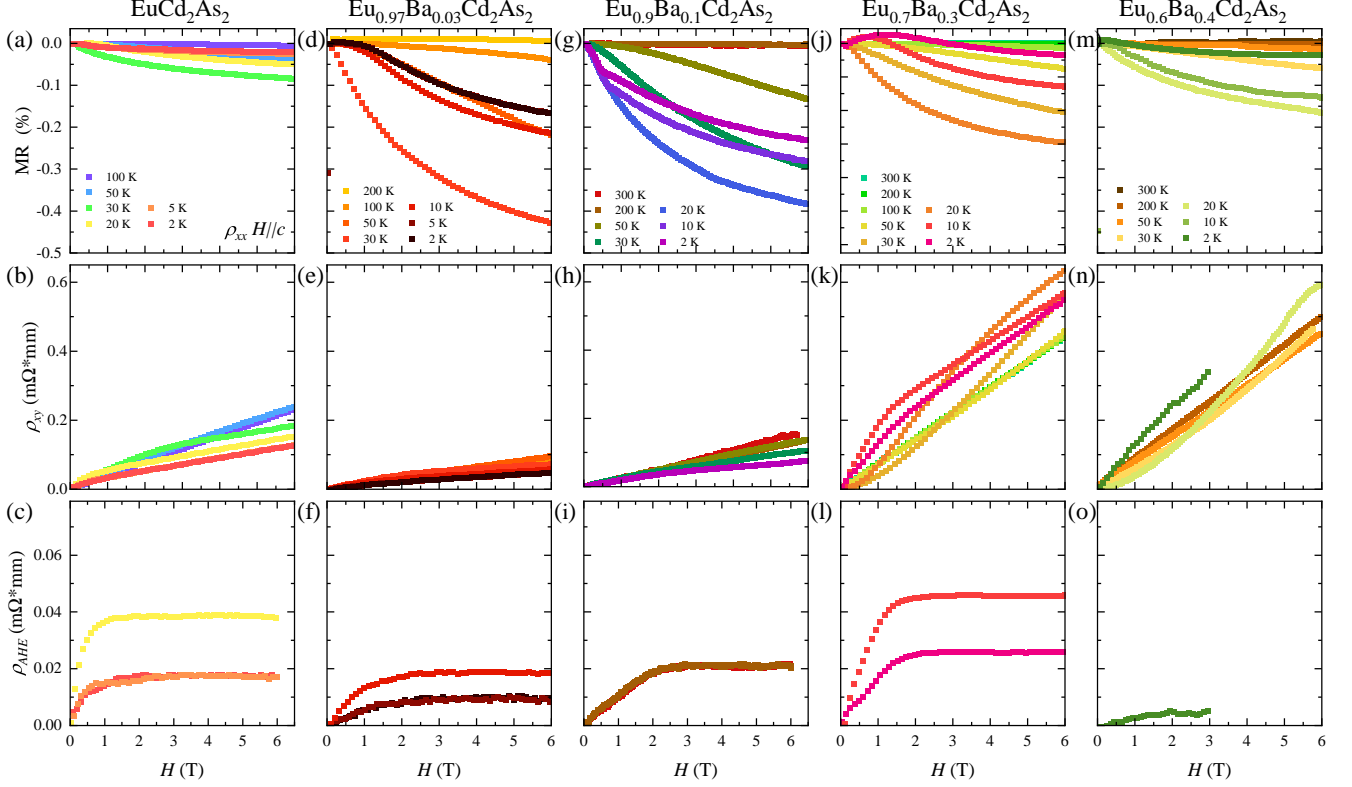 EuCd₂As₂ Eu₀.₉₇Ba₀.₀₃Cd₂As₂ Eu₀.₉Ba₀.₁Cd₂As₂ Eu₀.₇Ba₀.₃Cd₂As₂ Eu₀.₆Ba₀.₄Cd₂As₂
(a) (d) (g) (j) (m)
MR (%)
0.0
-0.1
-0.2
-0.3
-0.4
-0.5
100 K
50 K
30 K 5 K
20 K 2 K
ρxx H//c
200 K
100 K 10 K
50 K 5 K
30 K 2 K
300 K
200 K 20 K
50 K 10 K
30 K 2 K
300 K
200 K
100 K 20 K
50 K 10 K
30 K 2 K
300 K
200 K 20 K
50 K 10 K
30 K 2 K
(b) (e) (h) (k) (n)
ρxy (mΩ*mm)
0.6
0.4
0.2
0.0
(c) (f) (i) (l) (o)
ρAHE (mΩ*mm)
0.06
0.04
0.02
0.00
0 1 2 3 4 5 6 0 1 2 3 4 5 6 0 1 2 3 4 5 6 0 1 2 3 4 5 6 0 1 2 3 4 5 6
H (T) H (T) H (T) H (T) H (T)